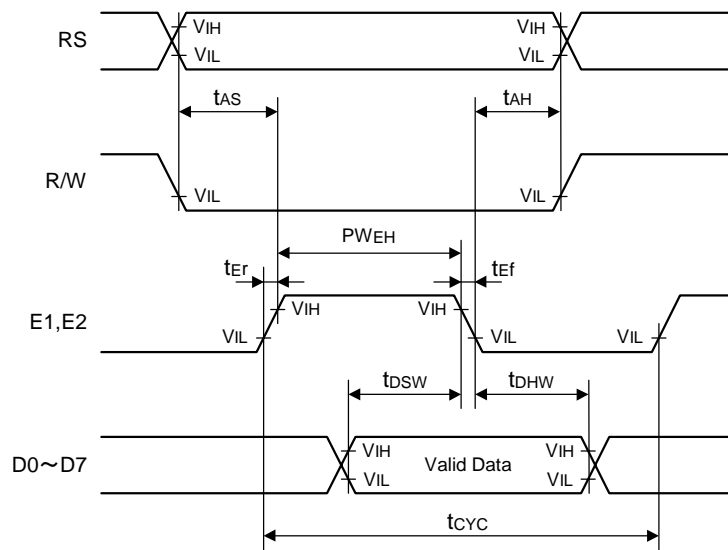 RS
VIH
VIL
VIH
VIL
tAS
tAH
R/W
VIL
VIL
PWEH
tEr
tEf
E1,E2
VIH
VIH
VIL
VIL
VIL
tDSW
tDHW
D0～D7
VIH
VIL
Valid Data
VIH
VIL
tCYC